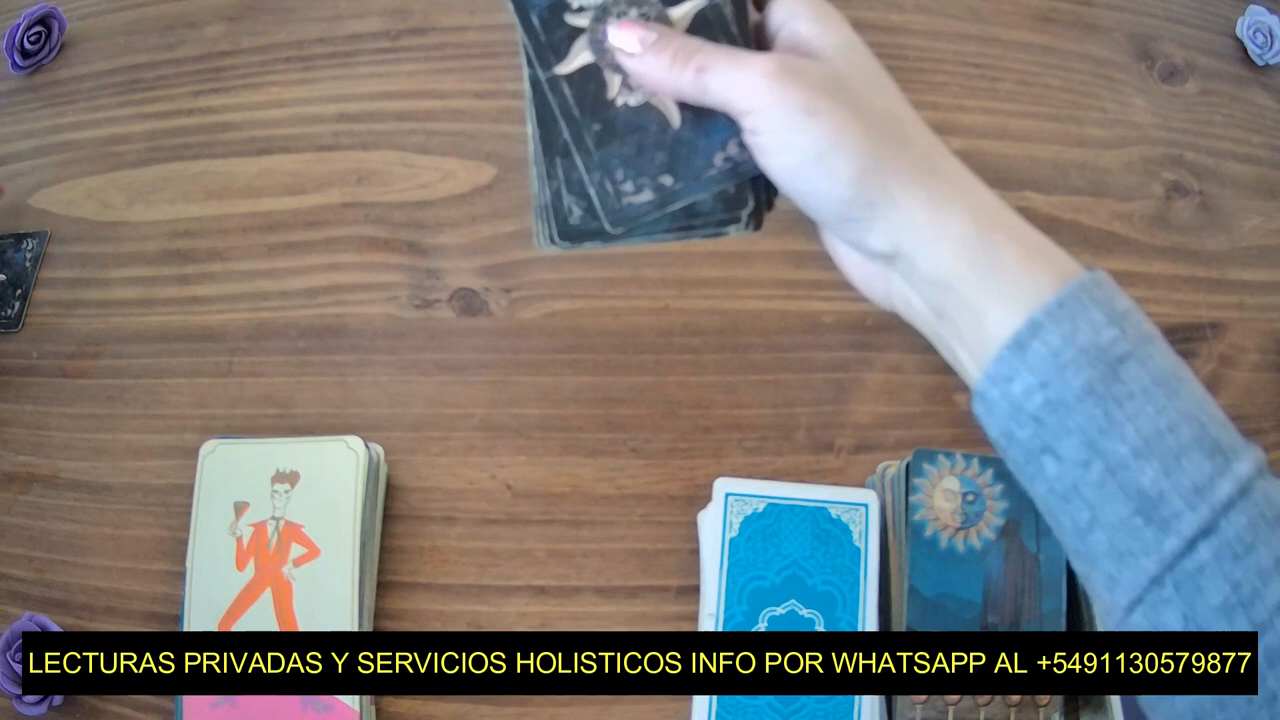 LECTURAS PRIVADAS Y SERVICIOS HOLISTICOS INFO POR WHATSAPP AL +5491130579877